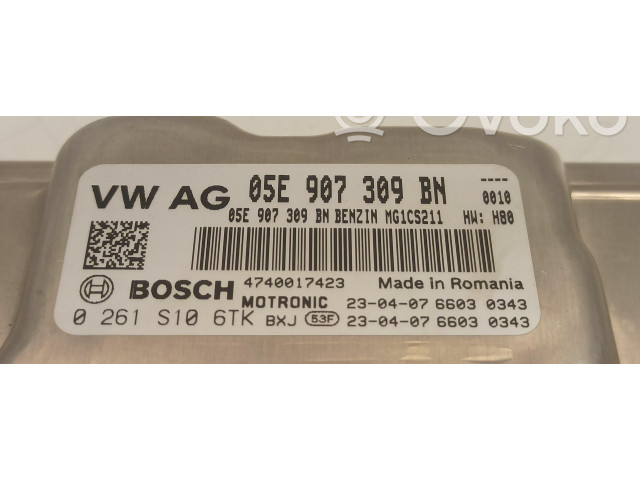 OVOKO
VW AG 05E 907 309 BN ----
0010
05E 907 309 BN BENZIN MG1CS211 HW: H80
4740017423 Made in Romania
BOSCH
MOTRONIC 23-04-07 6603 0343
0 261 S10 6TK BXJ 53F 23-04-07 6603 0343